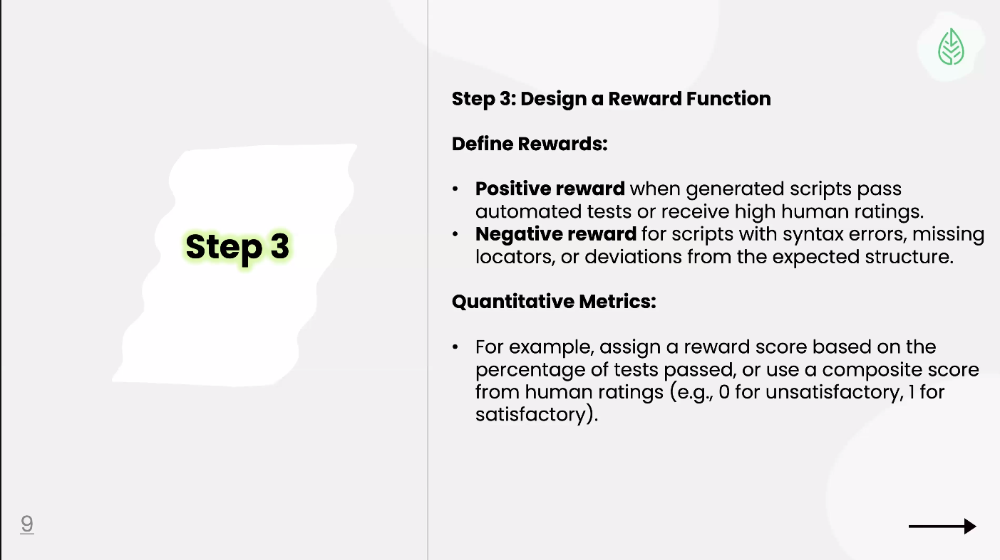 Step 3
Step 3: Design a Reward Function
Define Rewards:
• Positive reward when generated scripts pass
automated tests or receive high human ratings.
• Negative reward for scripts with syntax errors, missing
locators, or deviations from the expected structure.
Quantitative Metrics:
• For example, assign a reward score based on the
percentage of tests passed, or use a composite score
from human ratings (e.g., 0 for unsatisfactory, 1 for
satisfactory).
9